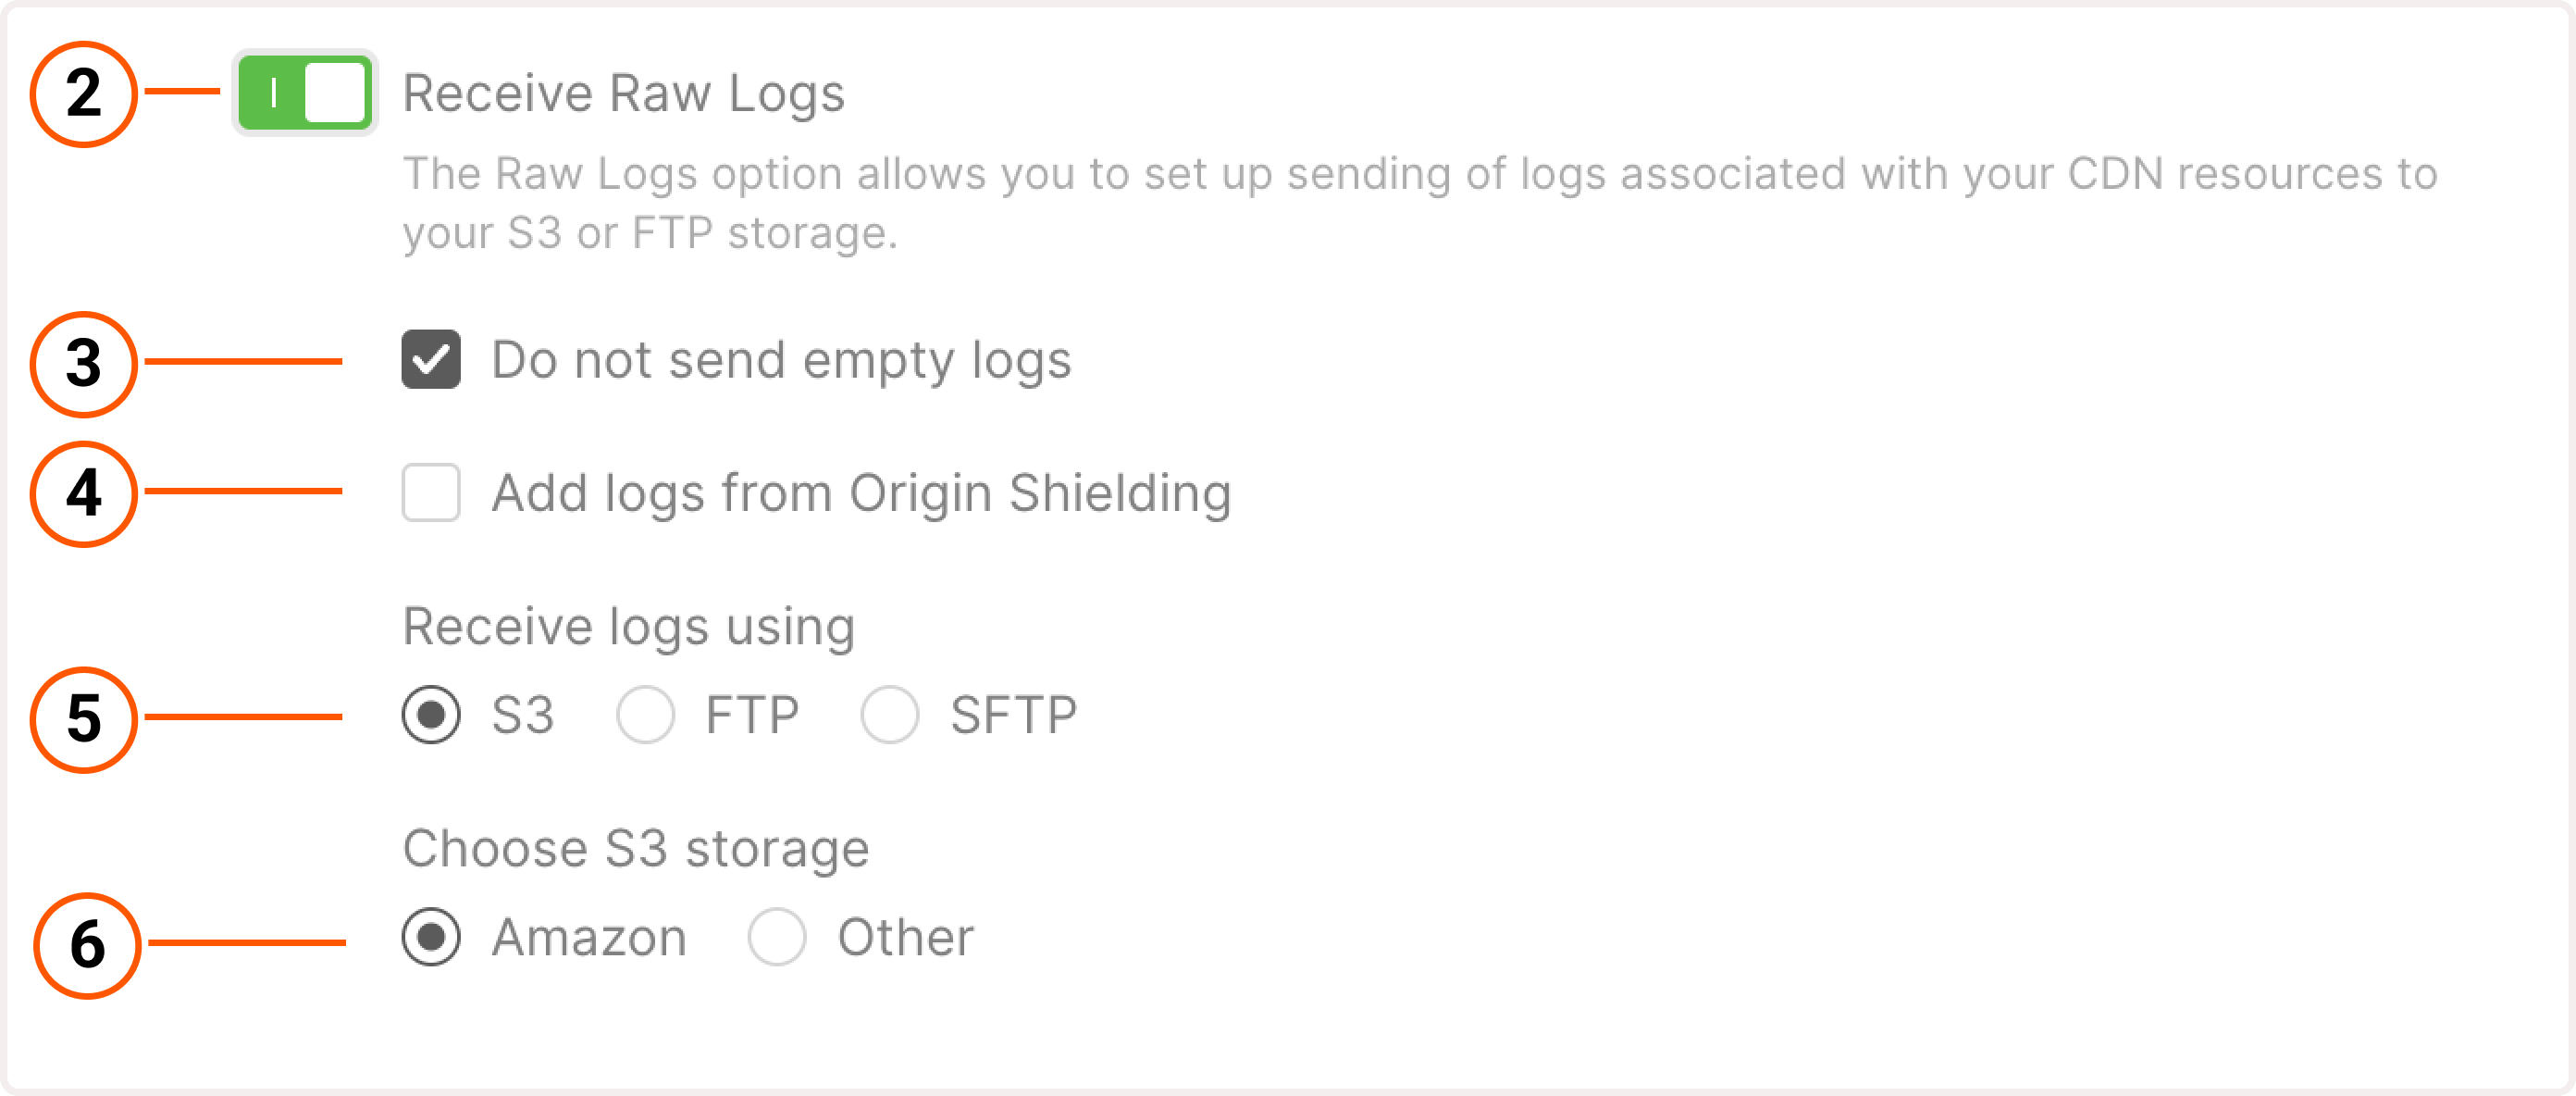 2 Receive Raw Logs
The Raw Logs option allows you to set up sending of logs associated with your CDN resources to
your S3 or FTP storage.
3 Do not send empty logs
4 Add logs from Origin Shielding
Receive logs using
5 S3 FTP SFTP
Choose S3 storage
6 Amazon Other